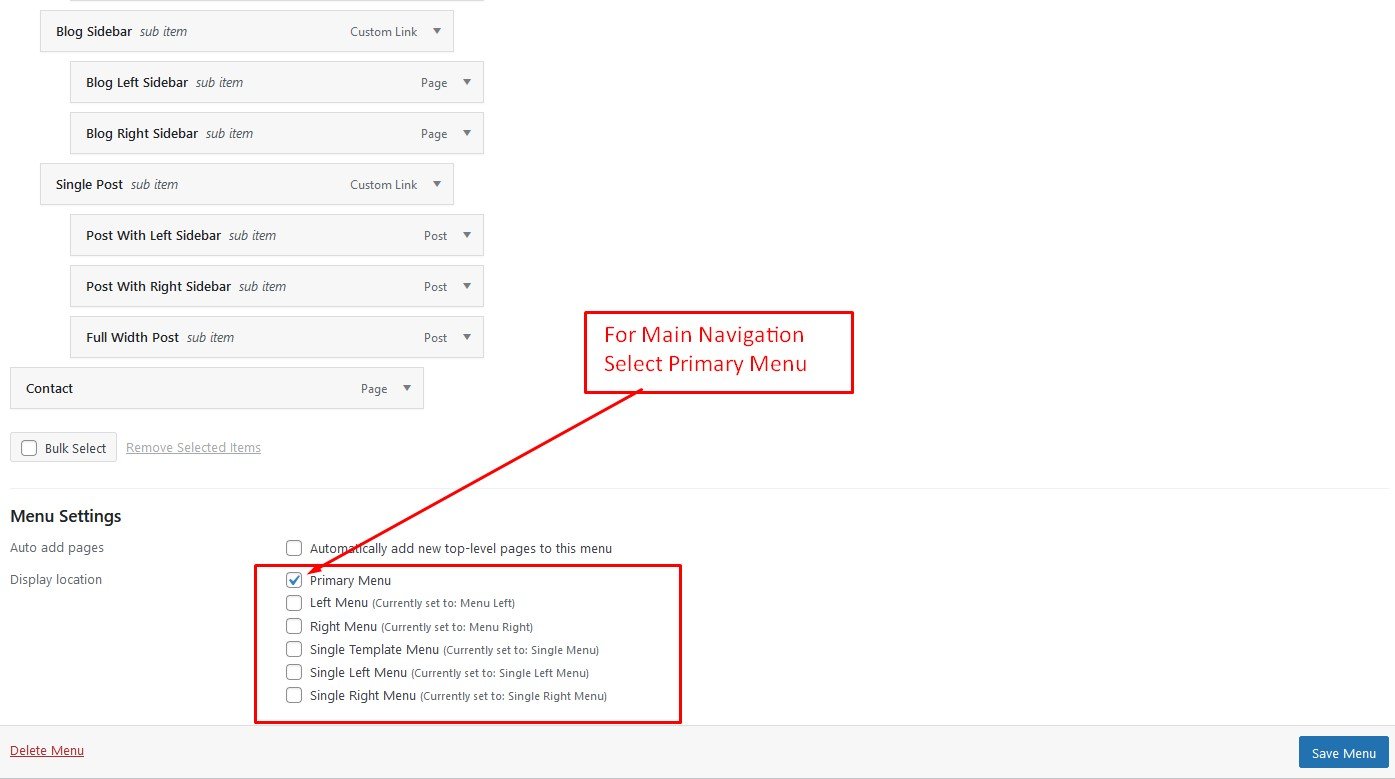 Blog Sidebar sub item Custom Link
Blog Left Sidebar sub item Page
Blog Right Sidebar sub item Page
Single Post sub item Custom Link
Post With Left Sidebar sub item Post
Post With Right Sidebar sub item Post
Full Width Post sub item Post
For Main Navigation
Select Primary Menu
Contact Page
Bulk Select Remove Selected Items
Menu Settings
Auto add pages Automatically add new top-level pages to this menu
Display location Primary Menu
Left Menu (Currently set to: Menu Left)
Right Menu (Currently set to: Menu Right)
Single Template Menu (Currently set to: Single Menu)
Single Left Menu (Currently set to: Single Left Menu)
Single Right Menu (Currently set to: Single Right Menu)
Delete Menu Save Menu